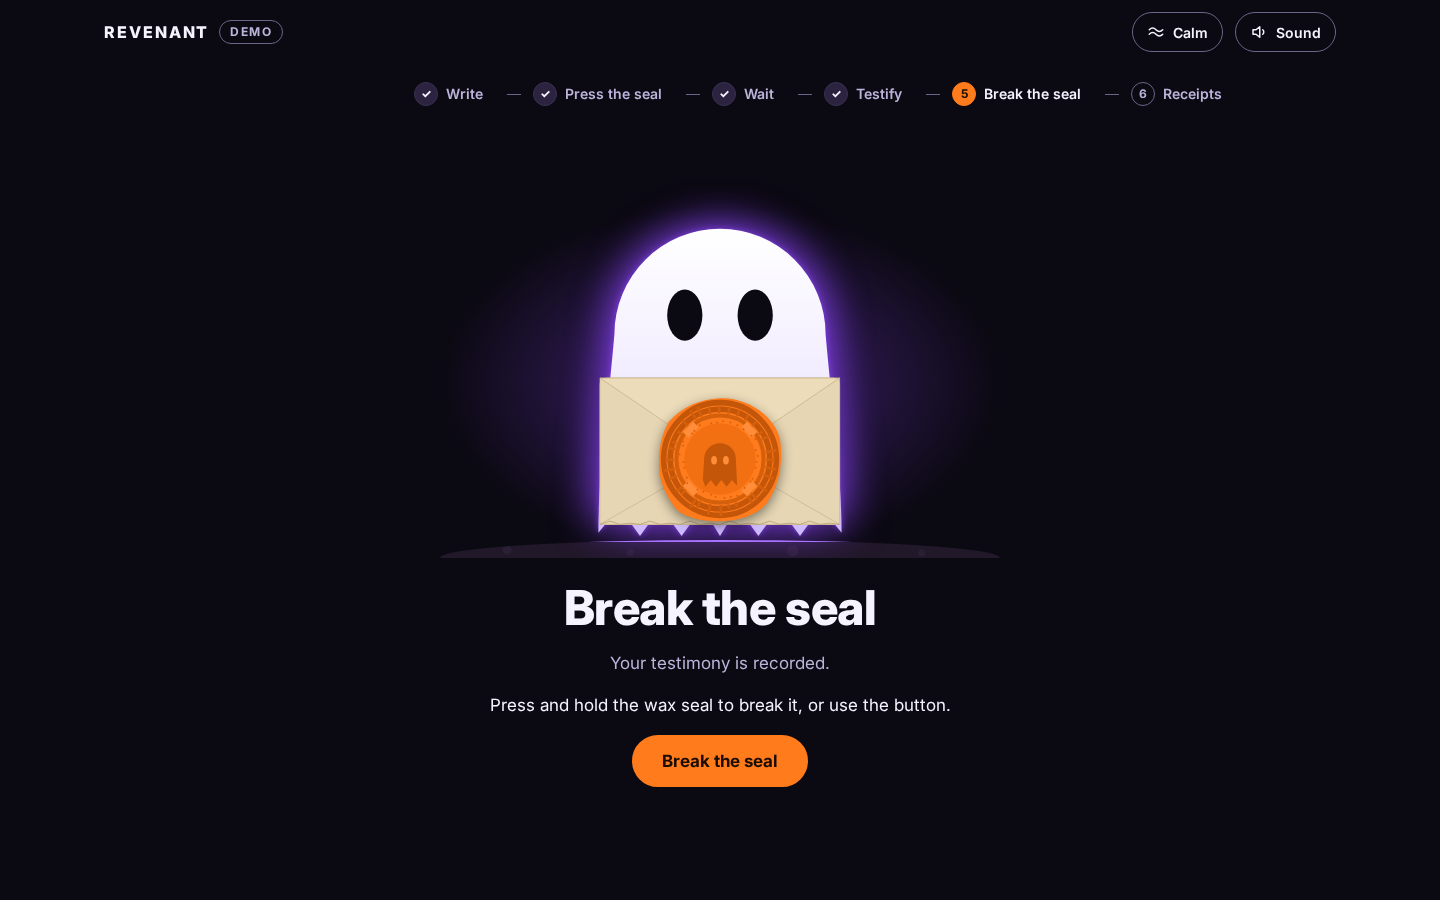 REVENANT DEMO Calm Sound
Write Press the seal Wait Testify 5 Break the seal 6 Receipts
Break the seal
Your testimony is recorded.
Press and hold the wax seal to break it, or use the button.
Break the seal